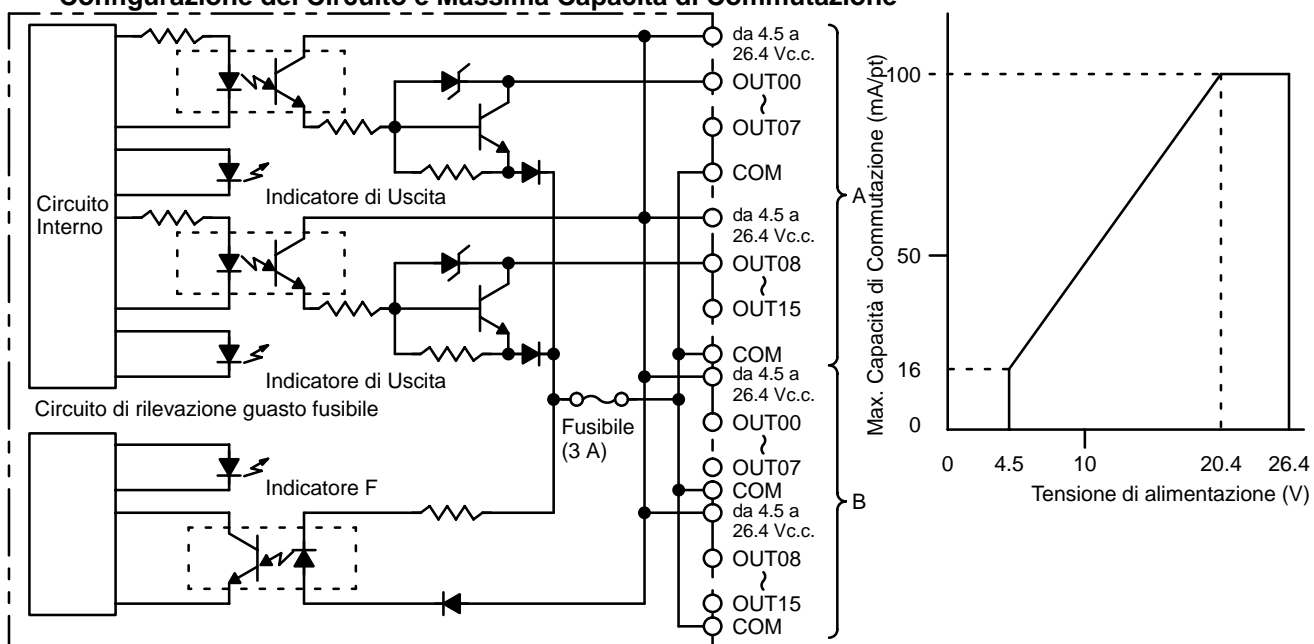 Configurazione del Circuito e Massima Capacità di Commutazione
da 4.5 a
26.4 Vc.c.
OUT00
~
OUT07
COM
A
Circuito
Interno
Indicatore di Uscita
da 4.5 a
26.4 Vc.c.
OUT08
~
OUT15
COM
Indicatore di Uscita
Circuito di rilevazione guasto fusibile
Fusibile
(3 A)
da 4.5 a
26.4 Vc.c.
OUT00
~
OUT07
COM
B
Indicatore F
da 4.5 a
26.4 Vc.c.
OUT08
~
OUT15
COM
Max. Capacità di Commutazione (mA/pt)
100
50
16
0
0 4.5 10 20.4 26.4
Tensione di alimentazione (V)